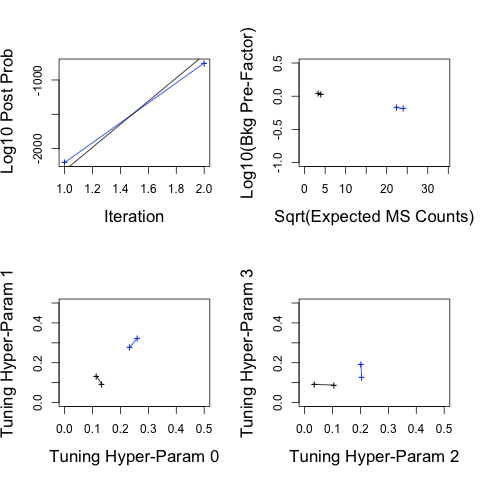 Log10 Post Prob
-2000 -1000
1.0 1.2 1.4 1.6 1.8 2.0
Iteration
Log10(Bkg Pre-Factor)
-1.0 -0.5 0.0 0.5
0 5 10 20 30
Sqrt(Expected MS Counts)
Tuning Hyper-Param 1
0.0 0.2 0.4
0.0 0.1 0.2 0.3 0.4 0.5
Tuning Hyper-Param 0
Tuning Hyper-Param 3
0.0 0.2 0.4
0.0 0.1 0.2 0.3 0.4 0.5
Tuning Hyper-Param 2